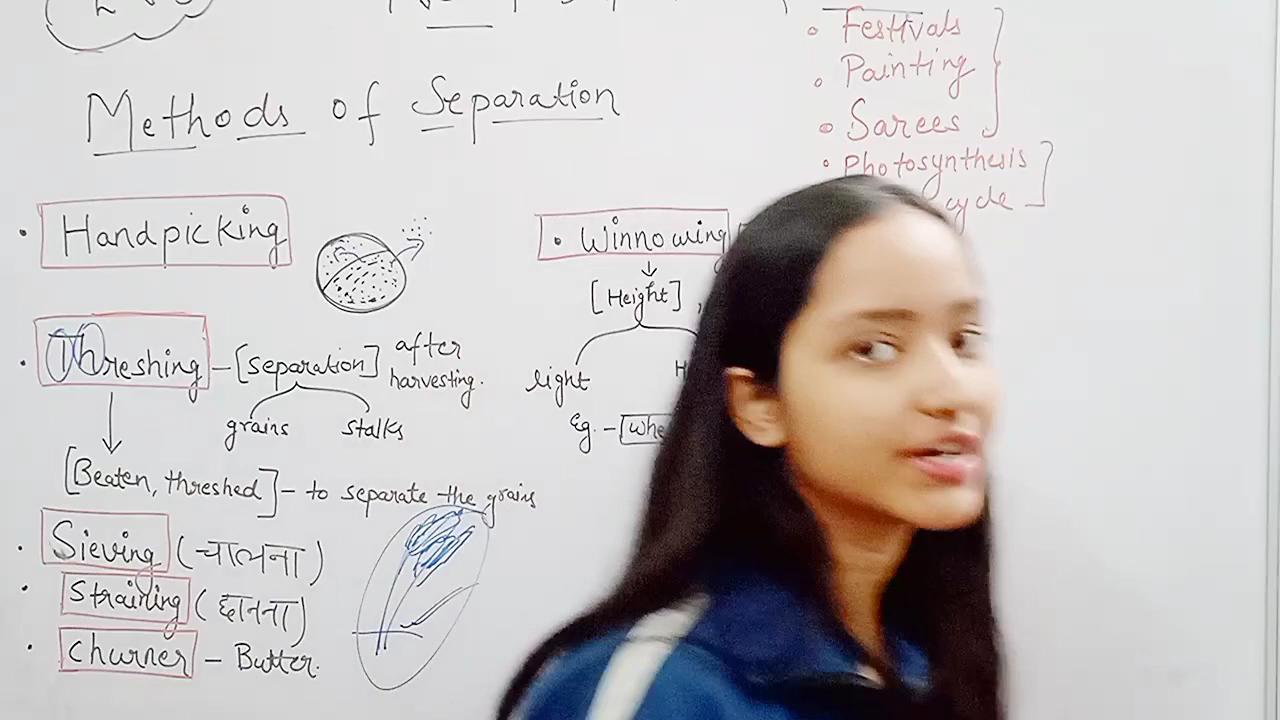 Methods of Separation
• Handpicking
• Threshing - [separation] after harvesting.
grains stalks
[Beaten, threshed] - to separate the grains
• Sieving (चालना)
• Straining (छानना)
• Churner - Butter.
• Winnowing
[Height]
light
Eg. -
• Festivals
• Painting
• Sarees
• Photosynthesis
cycle